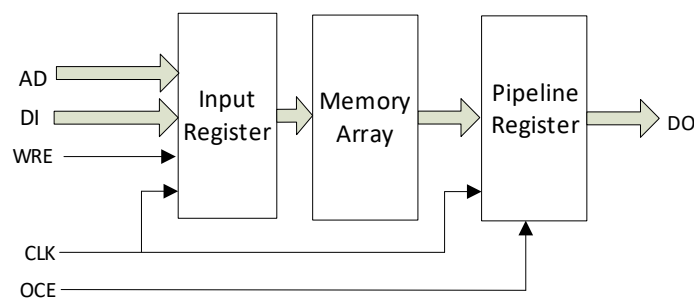 AD
DI
WRE
CLK
OCE
Input
Register
Memory
Array
Pipeline
Register
DO